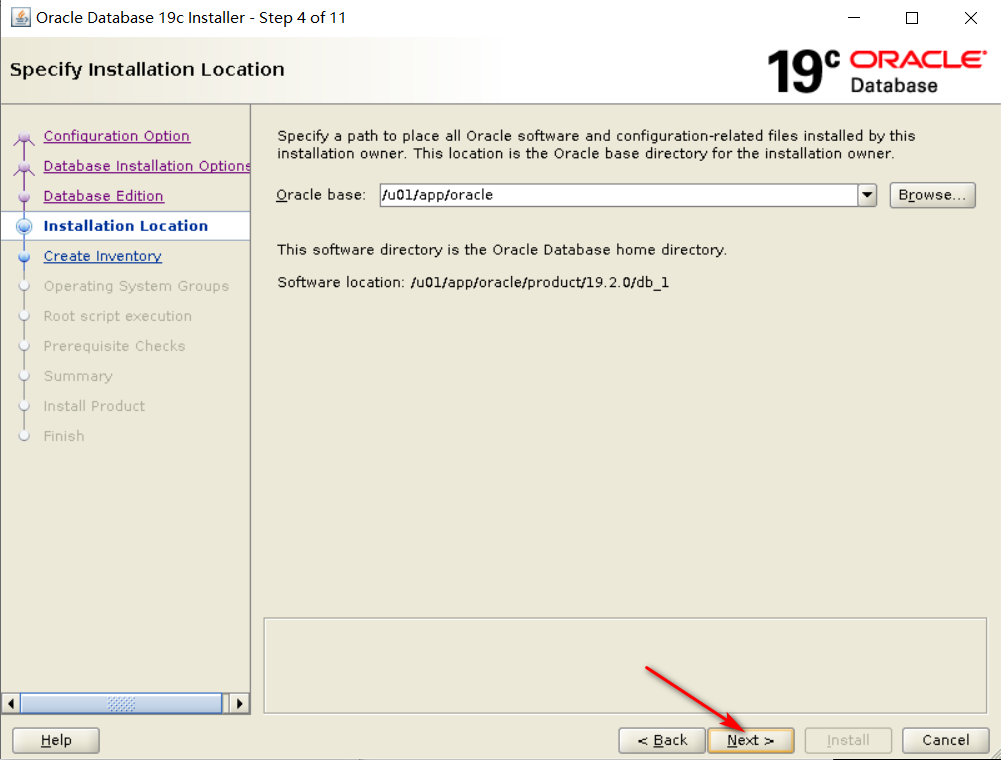 Oracle Database 19c Installer - Step 4 of 11
Specify Installation Location
19c ORACLE
Database
Configuration Option
Database Installation Options
Database Edition
Installation Location
Create Inventory
Operating System Groups
Root script execution
Prerequisite Checks
Summary
Install Product
Finish
Specify a path to place all Oracle software and configuration-related files installed by this
installation owner. This location is the Oracle base directory for the installation owner.
Oracle base: /u01/app/oracle Browse...
This software directory is the Oracle Database home directory.
Software location: /u01/app/oracle/product/19.2.0/db_1
Help < Back Next > Install Cancel